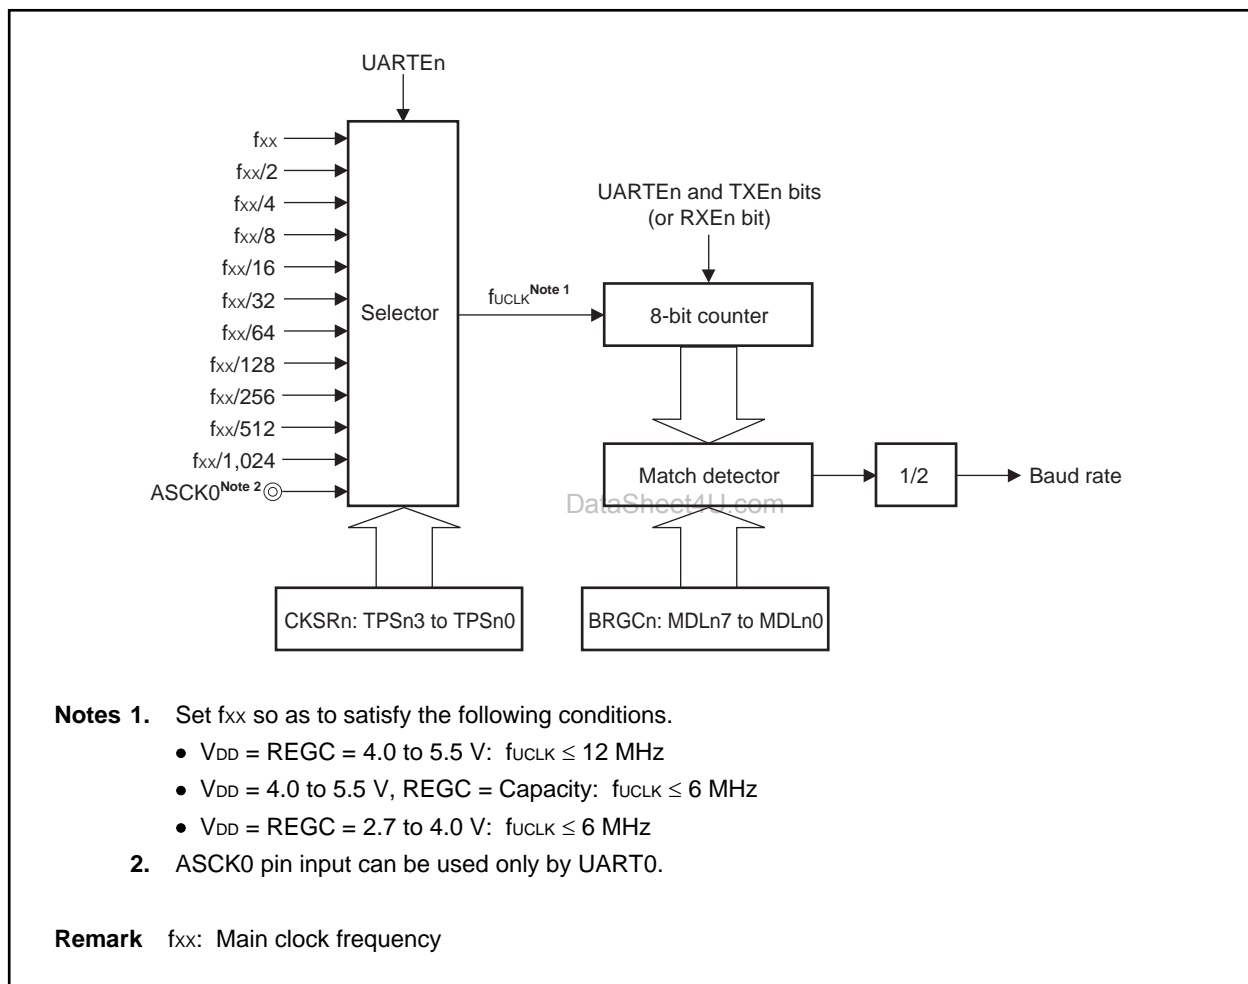 UARTEn
fxx
fxx/2
fxx/4
fxx/8
fxx/16
fxx/32
fxx/64
fxx/128
fxx/256
fxx/512
fxx/1,024
ASCK0Note 2
Selector
fUCLKNote 1
UARTEn and TXEn bits
(or RXEn bit)
8-bit counter
Match detector
1/2
Baud rate
DataSheet4U.com
CKSRn: TPSn3 to TPSn0
BRGCn: MDLn7 to MDLn0
Notes 1. Set fxx so as to satisfy the following conditions.
• VDD = REGC = 4.0 to 5.5 V: fUCLK ≤ 12 MHz
• VDD = 4.0 to 5.5 V, REGC = Capacity: fUCLK ≤ 6 MHz
• VDD = REGC = 2.7 to 4.0 V: fUCLK ≤ 6 MHz
2. ASCK0 pin input can be used only by UART0.
Remark fxx: Main clock frequency